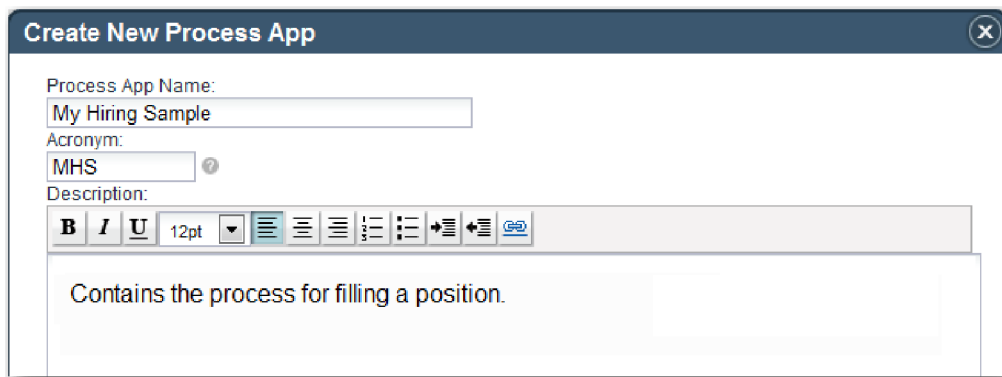 Create New Process App
Process App Name:
My Hiring Sample
Acronym:
MHS
Description:
B I U 12pt
Contains the process for filling a position.